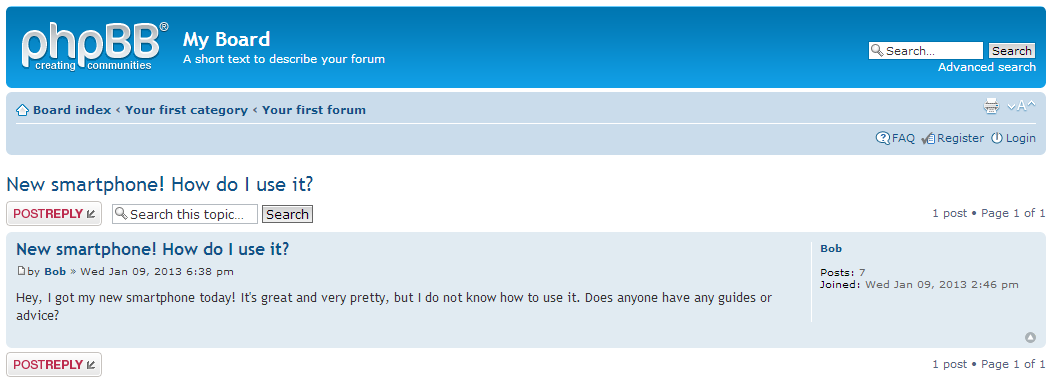 phpBB®
creating communities
My Board
A short text to describe your forum
Search…
Search
Advanced search
Board index ‹ Your first category ‹ Your first forum
A
FAQ Register Login
New smartphone! How do I use it?
POSTREPLY
Search this topic…
Search
1 post • Page 1 of 1
New smartphone! How do I use it?
by Bob » Wed Jan 09, 2013 6:38 pm
Hey, I got my new smartphone today! It's great and very pretty, but I do not know how to use it. Does anyone have any guides or
advice?
Bob
Posts: 7
Joined: Wed Jan 09, 2013 2:46 pm
POSTREPLY
1 post • Page 1 of 1